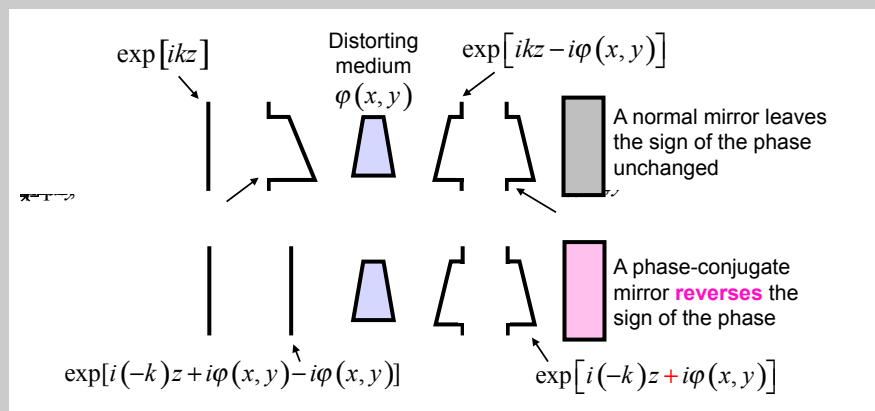 exp[ikz]
Distorting
medium
φ(x, y)
exp[ikz − iφ(x, y)]
A normal mirror leaves
the sign of the phase
unchanged
A phase-conjugate
mirror reverses the
sign of the phase
exp[i(−k)z + iφ(x, y) − iφ(x, y)]
exp[i(−k)z + iφ(x, y)]